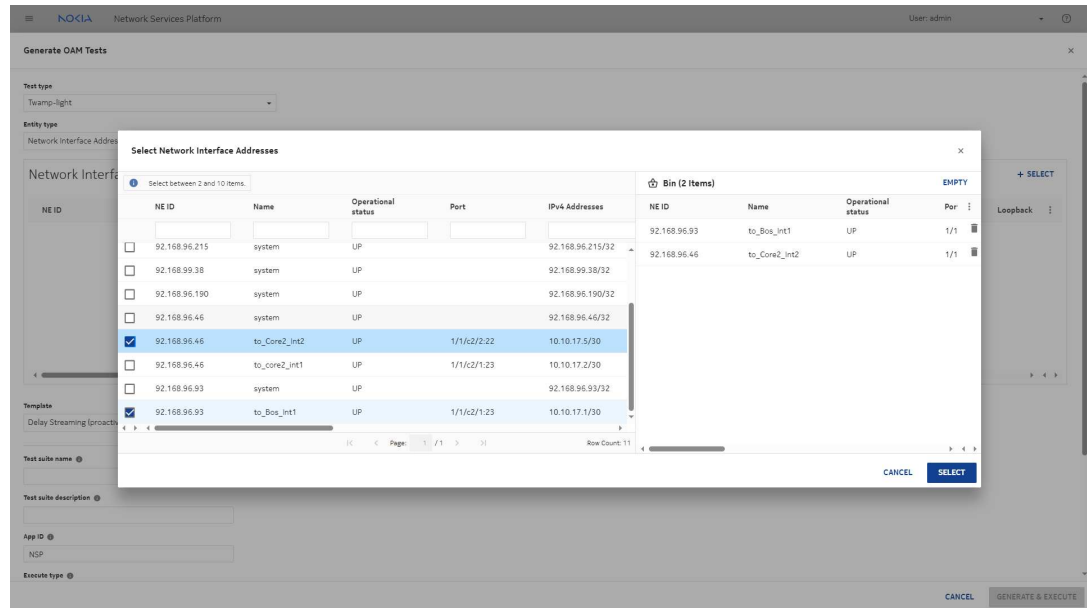 NOKIA Network Services Platform User: admin
Generate OAM Tests
Test type
Twamp-light
Entity type
Network Interface Addres
Network Interfa
+ SELECT
NE ID
Loopback
Select Network Interface Addresses
Select between 2 and 10 items.
NE ID Name Operational status Port IPv4 Addresses
92.168.96.215 system UP 92.168.96.215/32
92.168.99.38 system UP 92.168.99.38/32
92.168.96.190 system UP 92.168.96.190/32
92.168.96.46 system UP 92.168.96.46/32
92.168.96.46 to_Core2_Int2 UP 1/1/c2/2:22 10.10.17.5/30
92.168.96.46 to_core2_int1 UP 1/1/c2/1:23 10.10.17.2/30
92.168.96.93 system UP 92.168.96.93/32
92.168.96.93 to_Bos_Int1 UP 1/1/c2/1:23 10.10.17.1/30
Page: 1 / 1
Row Count: 11
Bin (2 Items) EMPTY
NE ID Name Operational status Por
92.168.96.93 to_Bos_Int1 UP 1/1
92.168.96.46 to_Core2_Int2 UP 1/1
CANCEL SELECT
Template
Delay Streaming (proactiv
Test suite name
Test suite description
App ID
NSP
Execute type
CANCEL GENERATE & EXECUTE